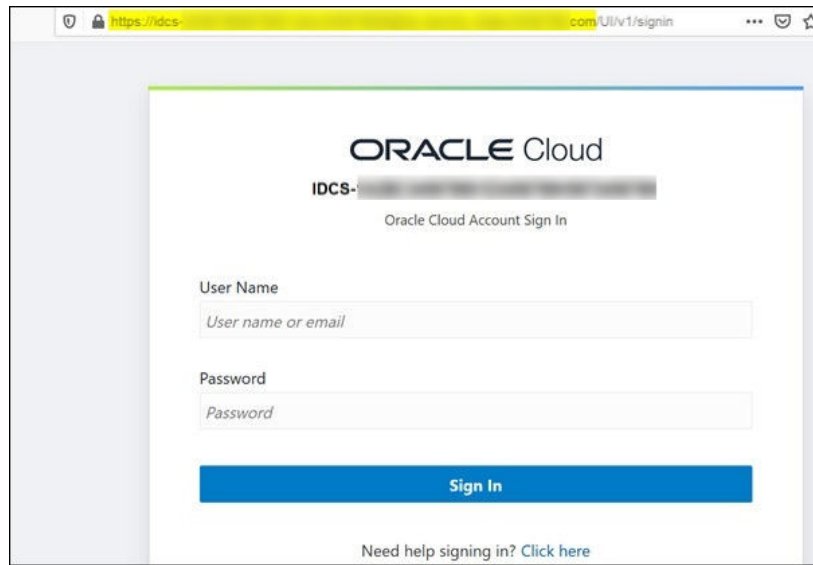 https://idcs- com/UI/v1/signin
ORACLE Cloud
IDCS-
Oracle Cloud Account Sign In
User Name
User name or email
Password
Password
Sign In
Need help signing in? Click here